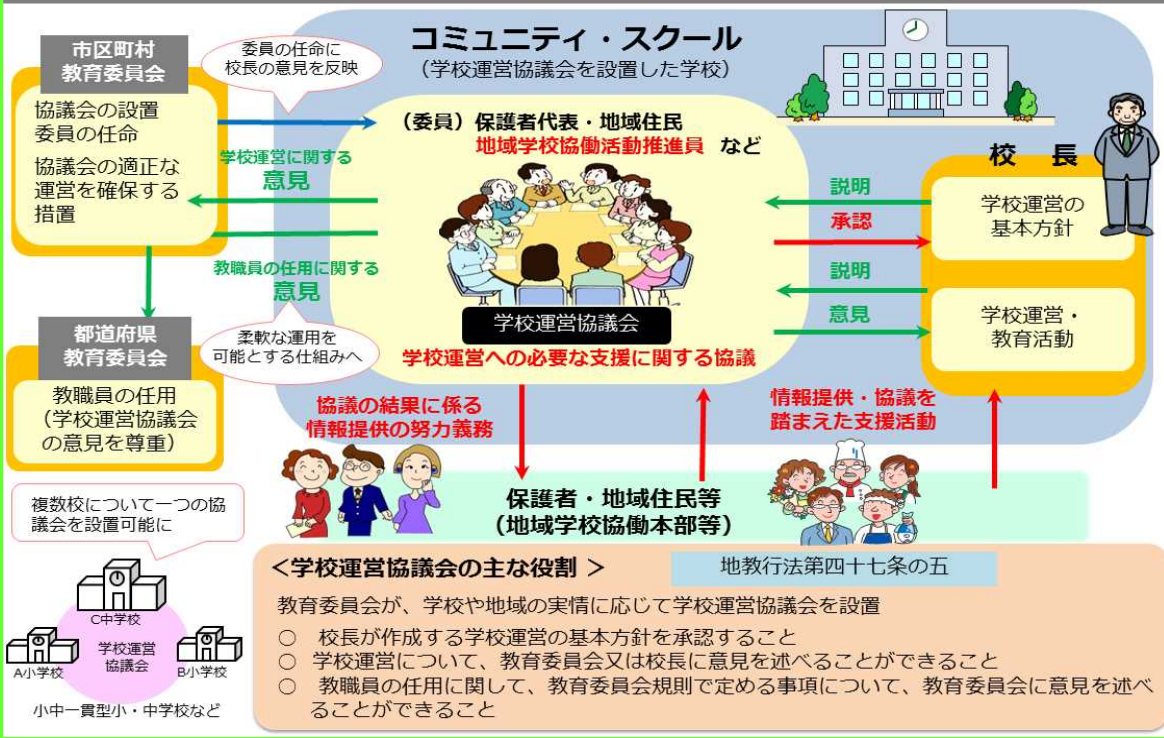 コミュニティ・スクール
(学校運営協議会を設置した学校)
市区町村
教育委員会
協議会の設置
委員の任命
協議会の適正な
運営を確保する
措置
委員の任命に
校長の意見を反映
学校運営に関する
意見
教職員の任用に関する
意見
柔軟な運用を
可能とする仕組みへ
都道府県
教育委員会
教職員の任用
(学校運営協議会
の意見を尊重)
(委員)保護者代表・地域住民
地域学校協働活動推進員 など
学校運営協議会
学校運営への必要な支援に関する協議
校 長
説明
承認
学校運営の
基本方針
説明
意見
学校運営・
教育活動
協議の結果に係る
情報提供の努力義務
情報提供・協議を
踏まえた支援活動
保護者・地域住民等
(地域学校協働本部等)
複数校について一つの協
議会を設置可能に
C中学校
A小学校
学校運営
協議会
B小学校
小中一貫型小・中学校など
<学校運営協議会の主な役割 >
地教行法第四十七条の五
教育委員会が、学校や地域の実情に応じて学校運営協議会を設置
○ 校長が作成する学校運営の基本方針を承認すること
○ 学校運営について、教育委員会又は校長に意見を述べることができること
○ 教職員の任用に関して、教育委員会規則で定める事項について、教育委員会に意見を述べ
ることができること